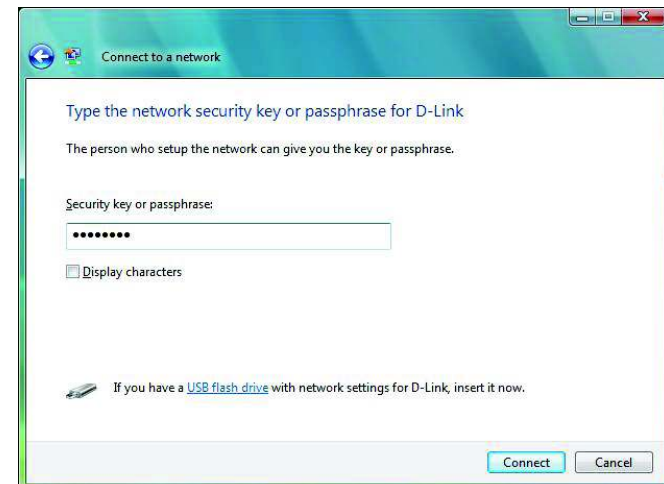 Connect to a network
Type the network security key or passphrase for D-Link
The person who setup the network can give you the key or passphrase.
Security key or passphrase:
••••••••
Display characters
If you have a USB flash drive with network settings for D-Link, insert it now.
Connect Cancel